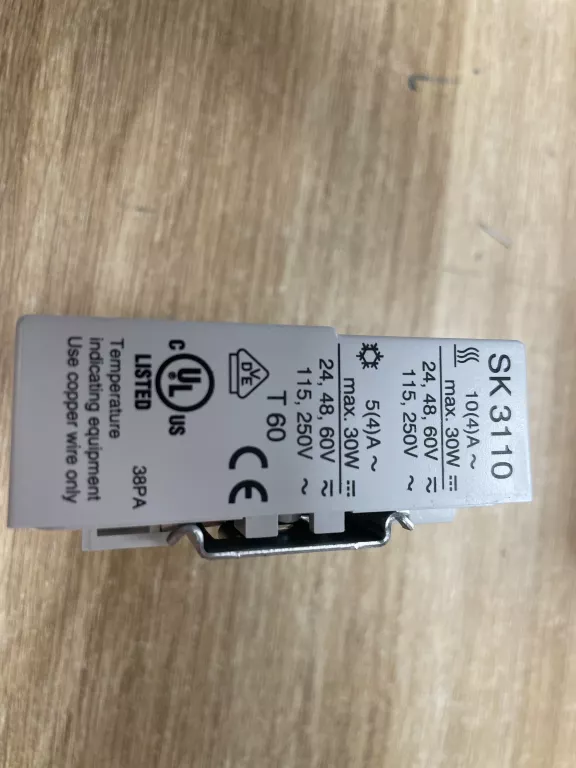 SK 3110
10(4)A ~
max. 30W ⎓
24, 48, 60V ≂
115, 250V ~
5(4)A ~
max. 30W ⎓
24, 48, 60V ≂
115, 250V ~
T 60
VDE
CE
c UL US
LISTED
38PA
Temperature
indicating equipment
Use copper wire only